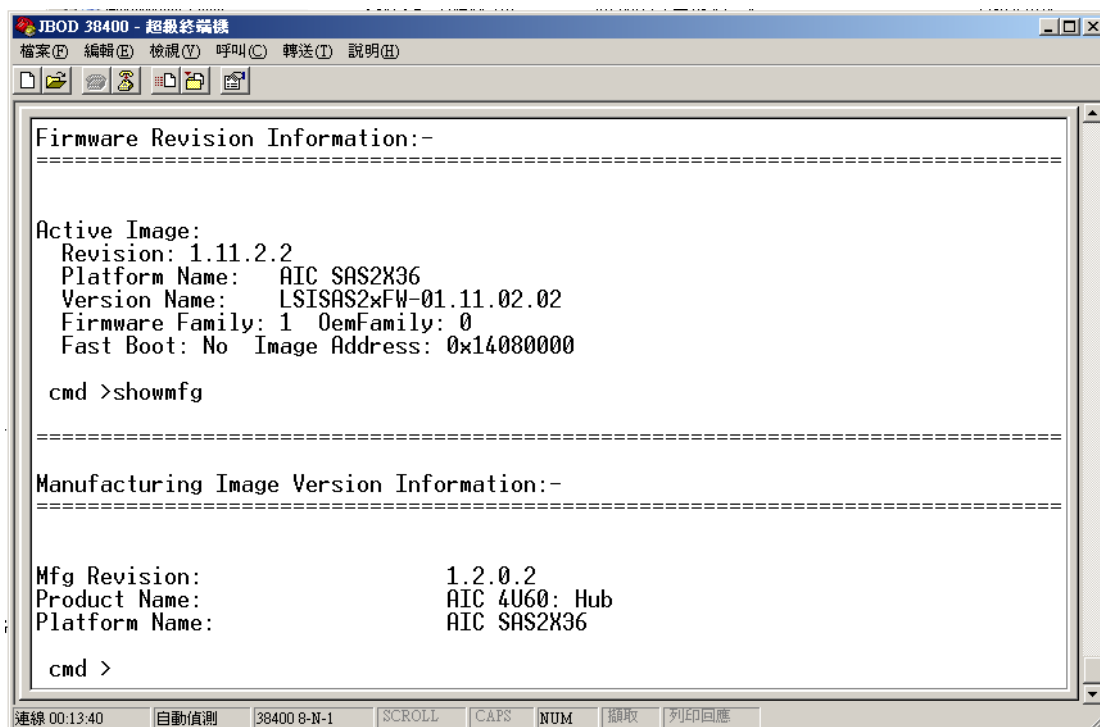 JBOD 38400 - 超級終端機
檔案(F) 編輯(E) 檢視(V) 呼叫(C) 轉送(T) 說明(H)
Firmware Revision Information:-
================================================================================
Active Image:
Revision: 1.11.2.2
Platform Name: AIC SAS2X36
Version Name: LSISAS2xFW-01.11.02.02
Firmware Family: 1 OemFamily: 0
Fast Boot: No Image Address: 0x14080000
cmd >showmfg
================================================================================
Manufacturing Image Version Information:-
================================================================================
Mfg Revision: 1.2.0.2
Product Name: AIC 4U60: Hub
Platform Name: AIC SAS2X36
cmd >
連線 00:13:40 自動偵測 38400 8-N-1 SCROLL CAPS NUM 擷取 列印回應